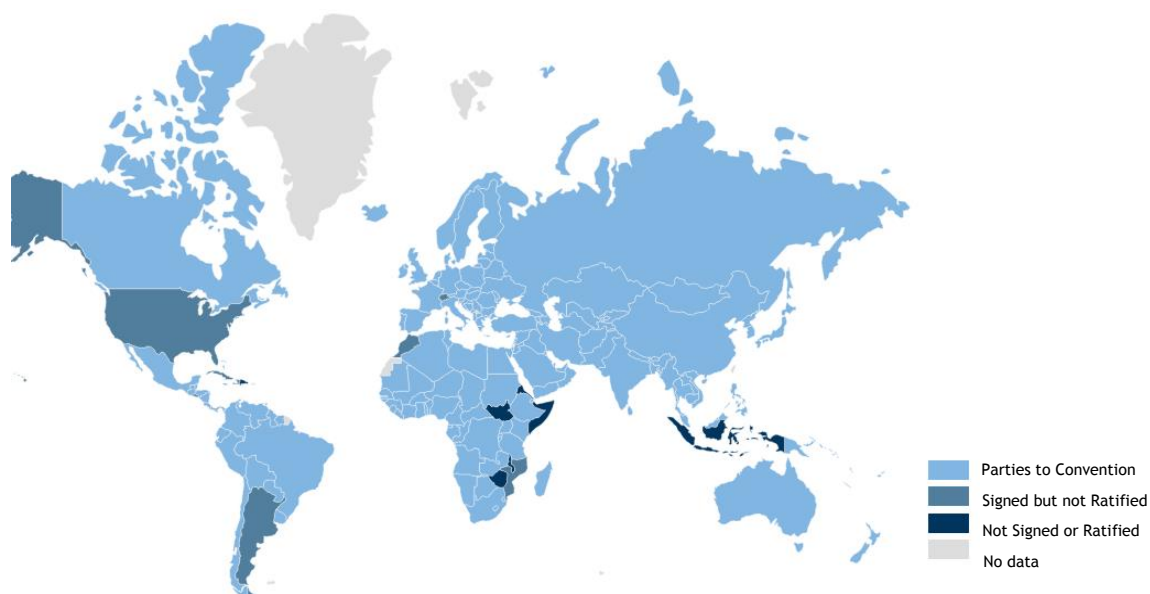 Parties to Convention
Signed but not Ratified
Not Signed or Ratified
No data